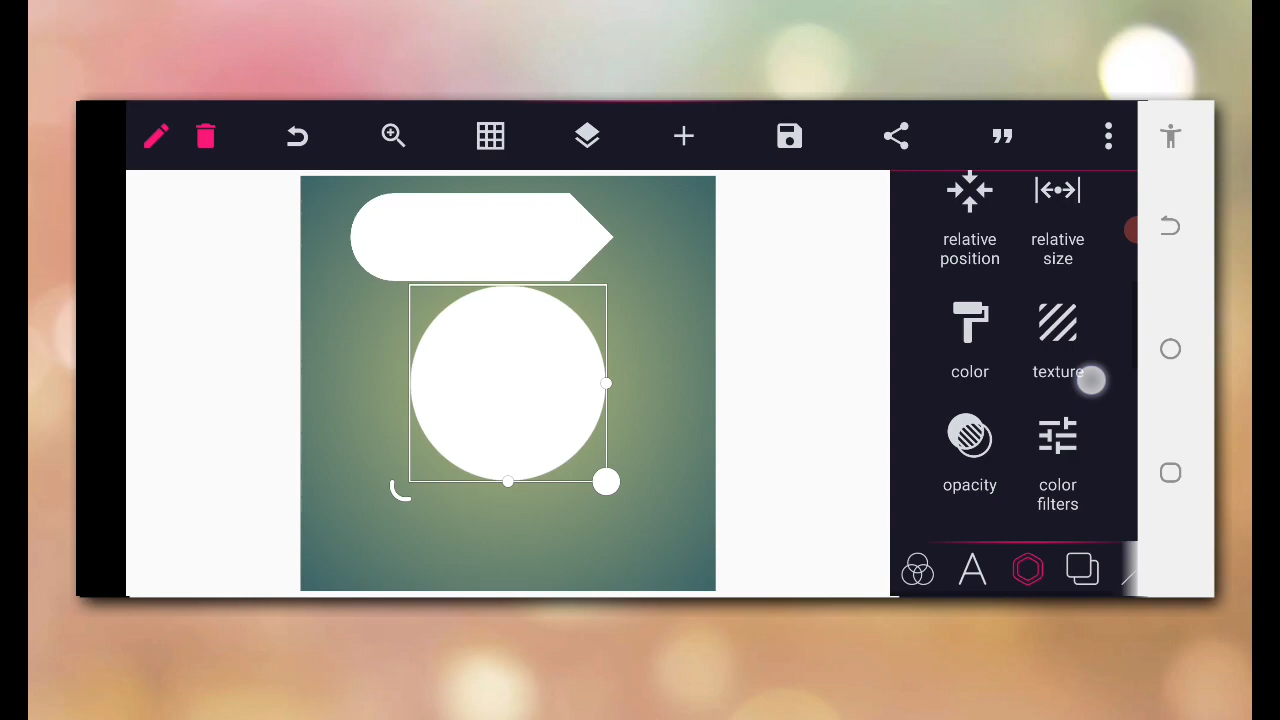 relative
position
relative
size
color
texture
opacity
color
filters